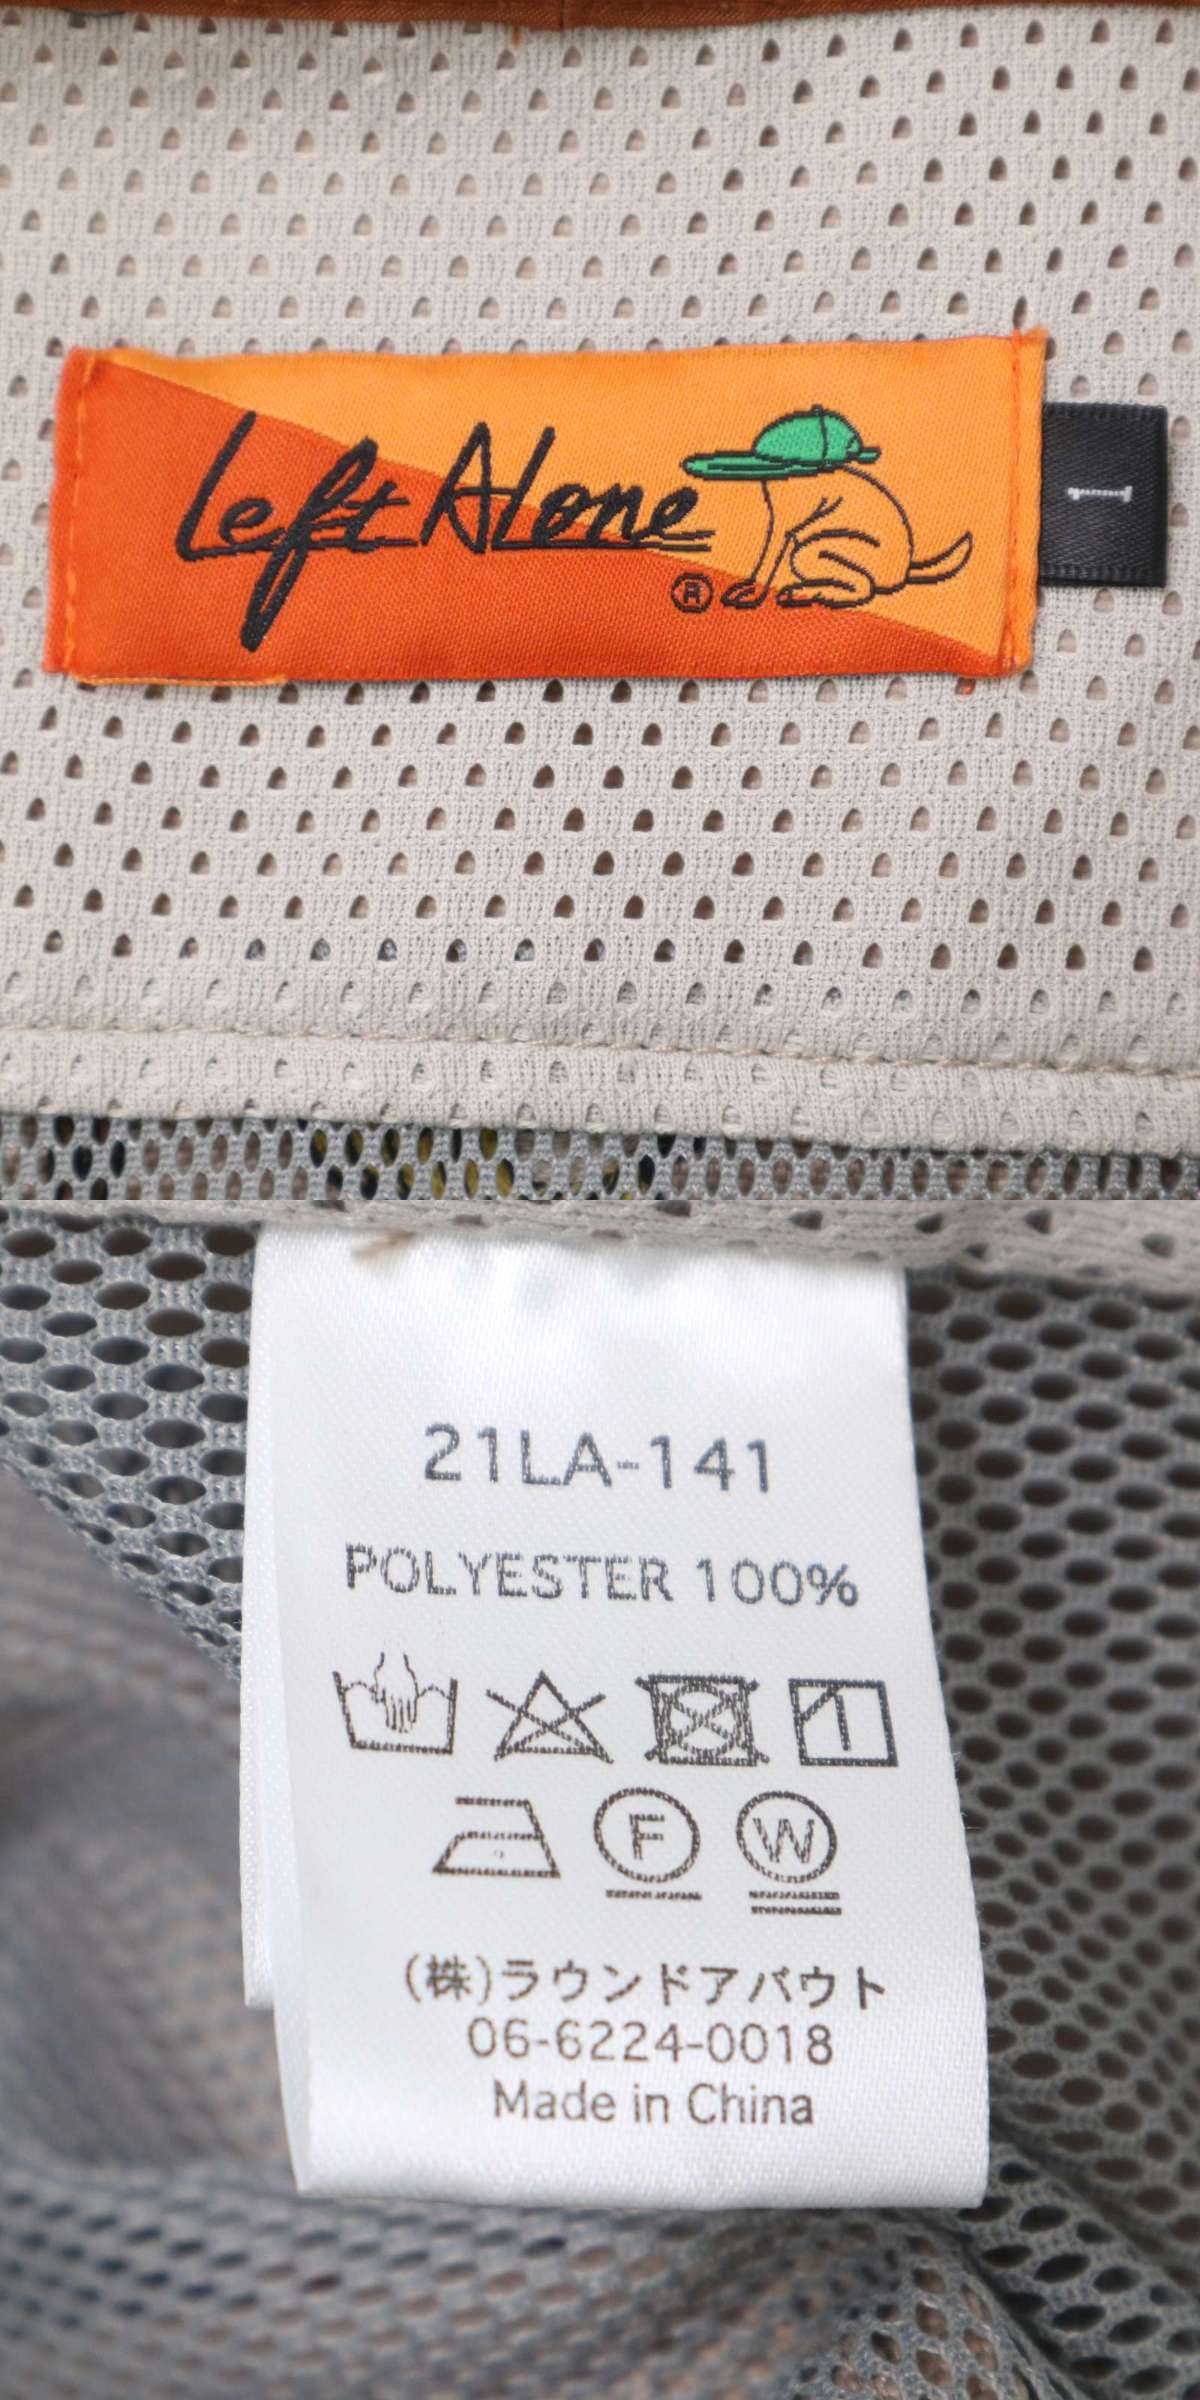 Left Alone
®
1
21LA-141
POLYESTER 100%
F W
(株)ラウンドアバウト
06-6224-0018
Made in China